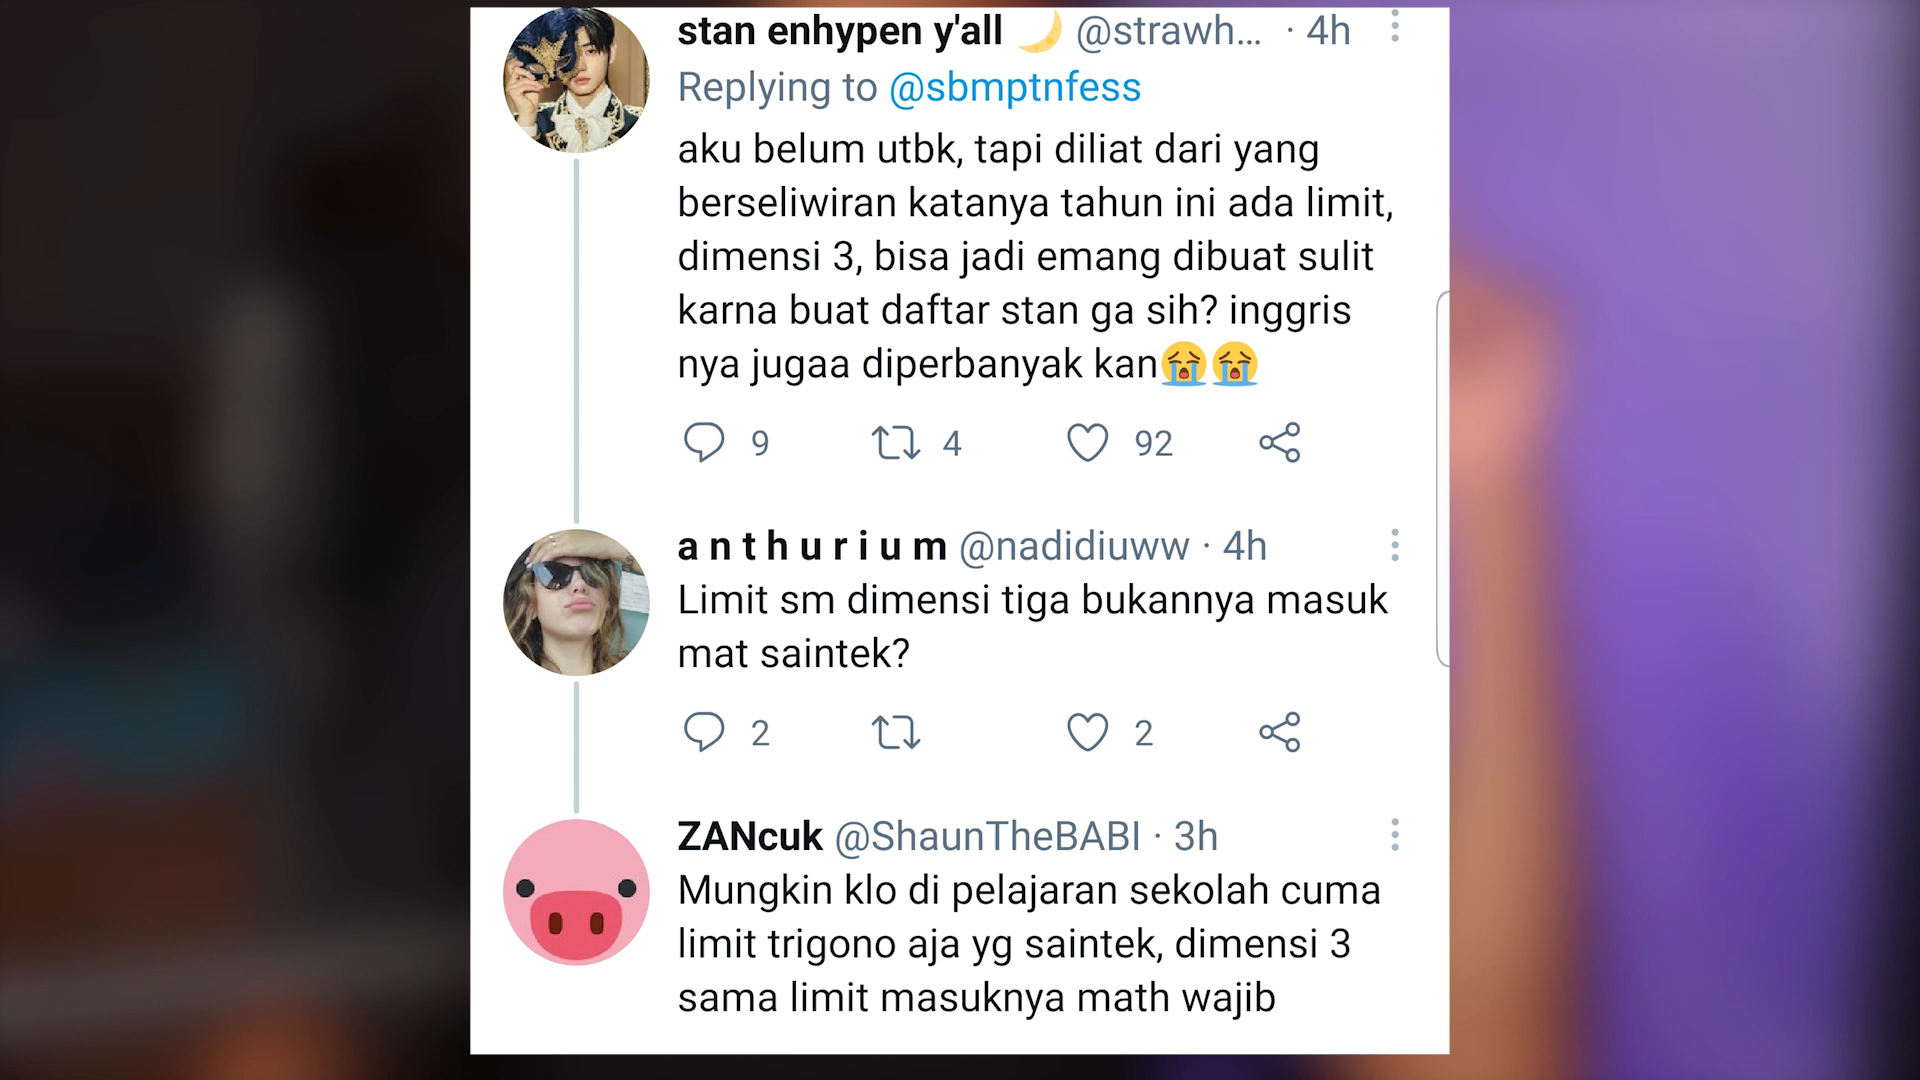 stan enhypen y'all 🌙 @strawh... · 4h
Replying to @sbmptnfess
aku belum utbk, tapi diliat dari yang
berseliwiran katanya tahun ini ada limit,
dimensi 3, bisa jadi emang dibuat sulit
karna buat daftar stan ga sih? inggris
nya jugaa diperbanyak kan😭😭
9 4 92
a n t h u r i u m @nadidiuww · 4h
Limit sm dimensi tiga bukannya masuk
mat saintek?
2 2
ZANcuk @ShaunTheBABI · 3h
Mungkin klo di pelajaran sekolah cuma
limit trigono aja yg saintek, dimensi 3
sama limit masuknya math wajib